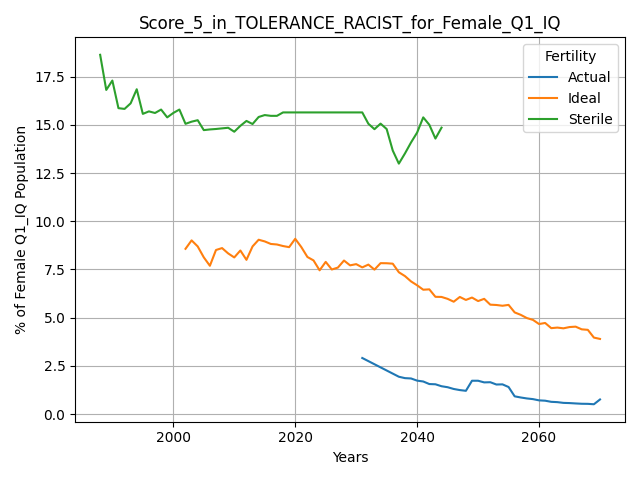 Score_5_in_TOLERANCE_RACIST_for_Female_Q1_IQ
Fertility
Actual
Ideal
Sterile
% of Female Q1_IQ Population
17.5
15.0
12.5
10.0
7.5
5.0
2.5
0.0
2000
2020
2040
2060
Years